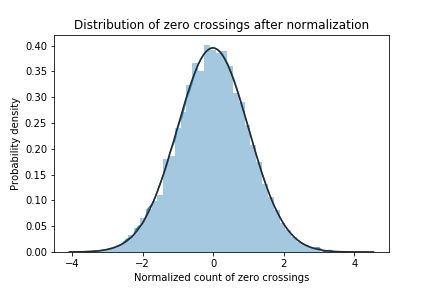 Distribution of zero crossings after normalization
0.40
0.35
0.30
0.25
0.20
0.15
0.10
0.05
0.00
Probability density
−4 −2 0 2 4
Normalized count of zero crossings